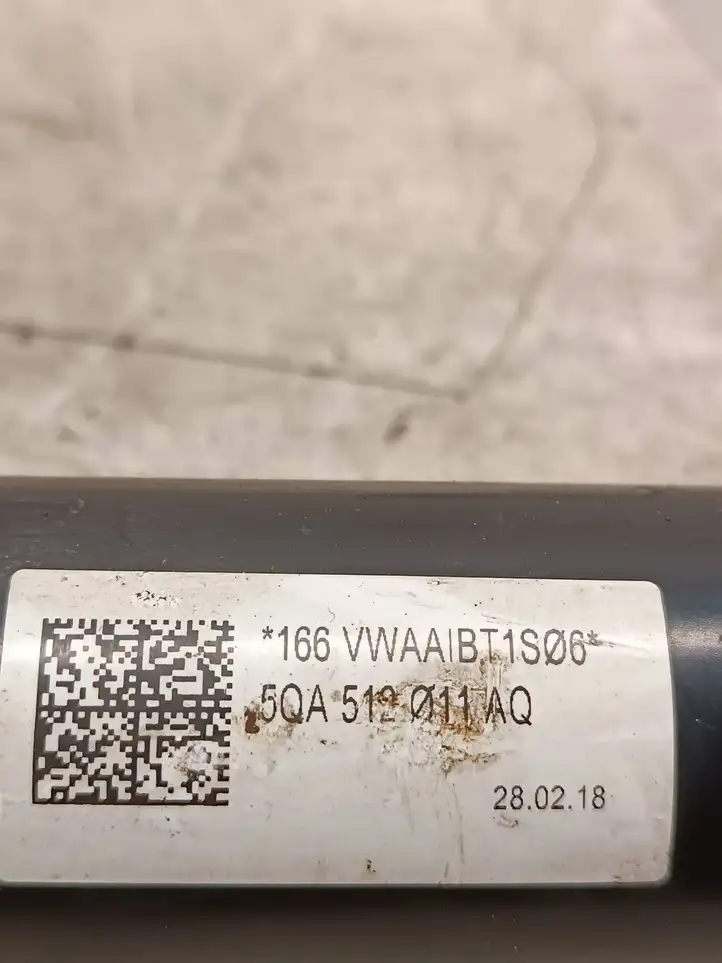 *166 VWAAIBT1SØ6*
5QA 512 Ø11 AQ
28.02.18